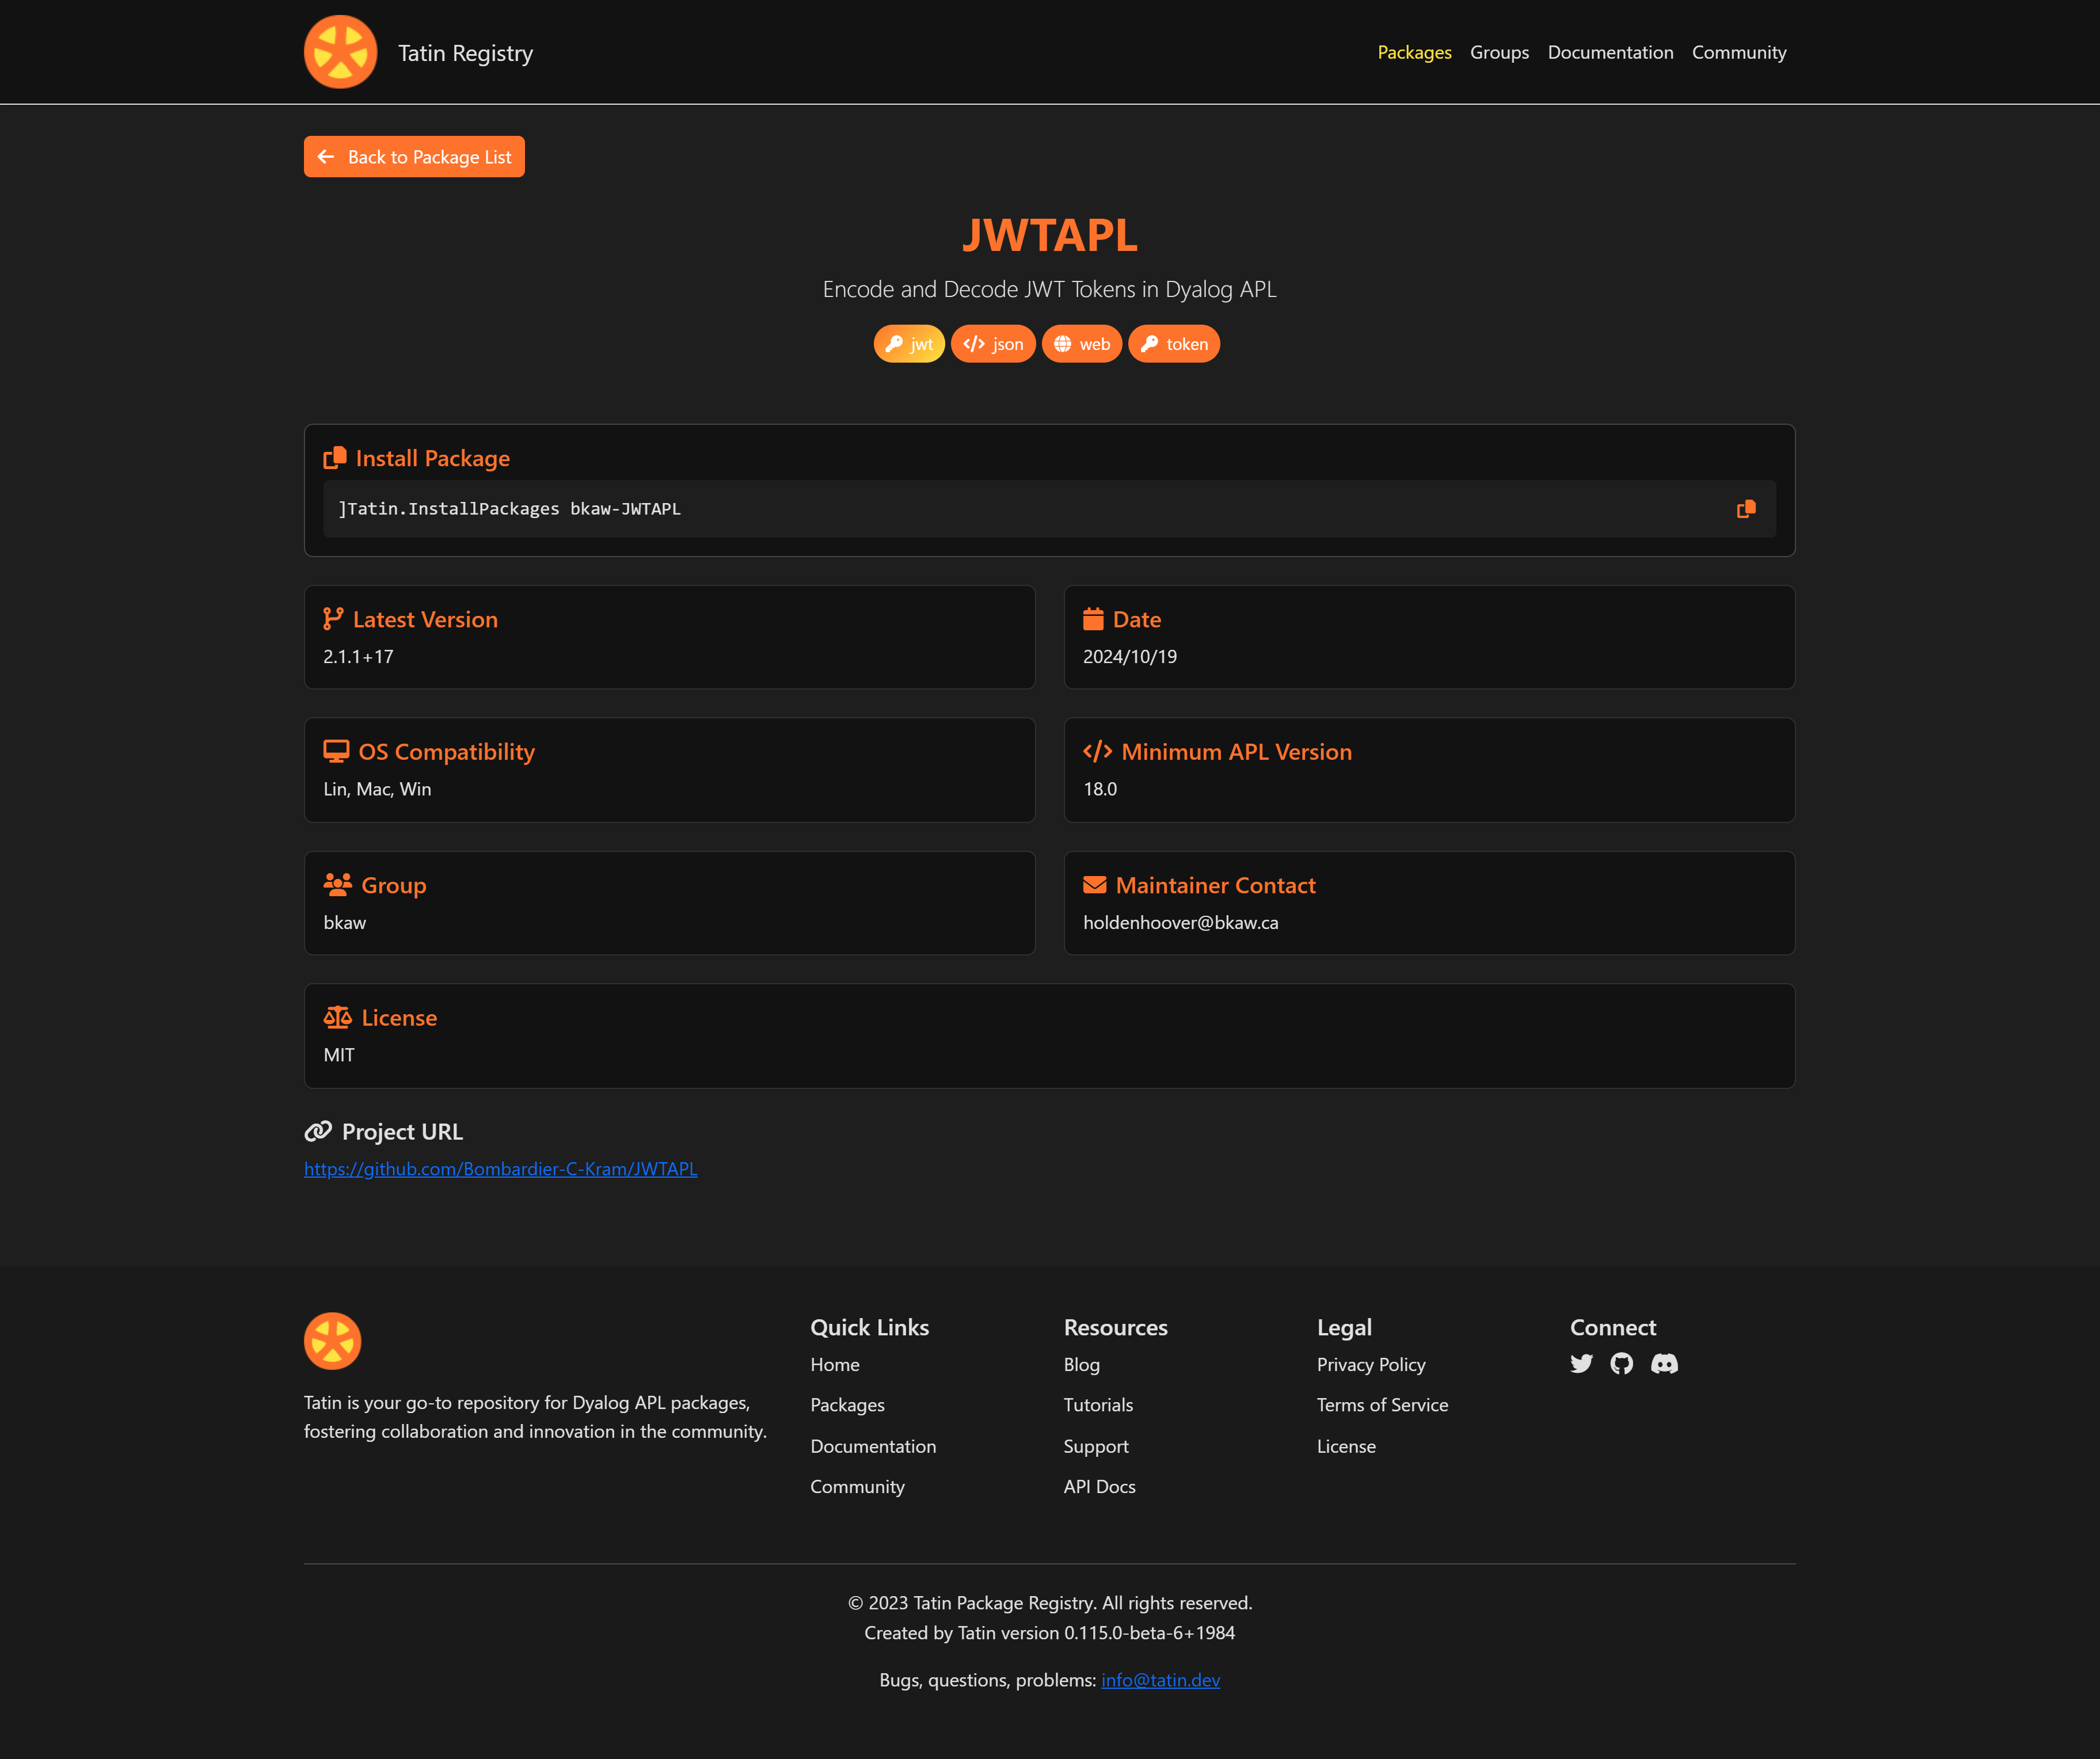 Tatin Registry
Packages Groups Documentation Community
Back to Package List
JWTAPL
Encode and Decode JWT Tokens in Dyalog APL
jwt json web token
Install Package
]Tatin.InstallPackages bkaw-JWTAPL
Latest Version
2.1.1+17
Date
2024/10/19
OS Compatibility
Lin, Mac, Win
Minimum APL Version
18.0
Group
bkaw
Maintainer Contact
holdenhoover@bkaw.ca
License
MIT
Project URL
https://github.com/Bombardier-C-Kram/JWTAPL
Tatin is your go-to repository for Dyalog APL packages,
fostering collaboration and innovation in the community.
Quick Links
Home
Packages
Documentation
Community
Resources
Blog
Tutorials
Support
API Docs
Legal
Privacy Policy
Terms of Service
License
Connect
© 2023 Tatin Package Registry. All rights reserved.
Created by Tatin version 0.115.0-beta-6+1984
Bugs, questions, problems: info@tatin.dev